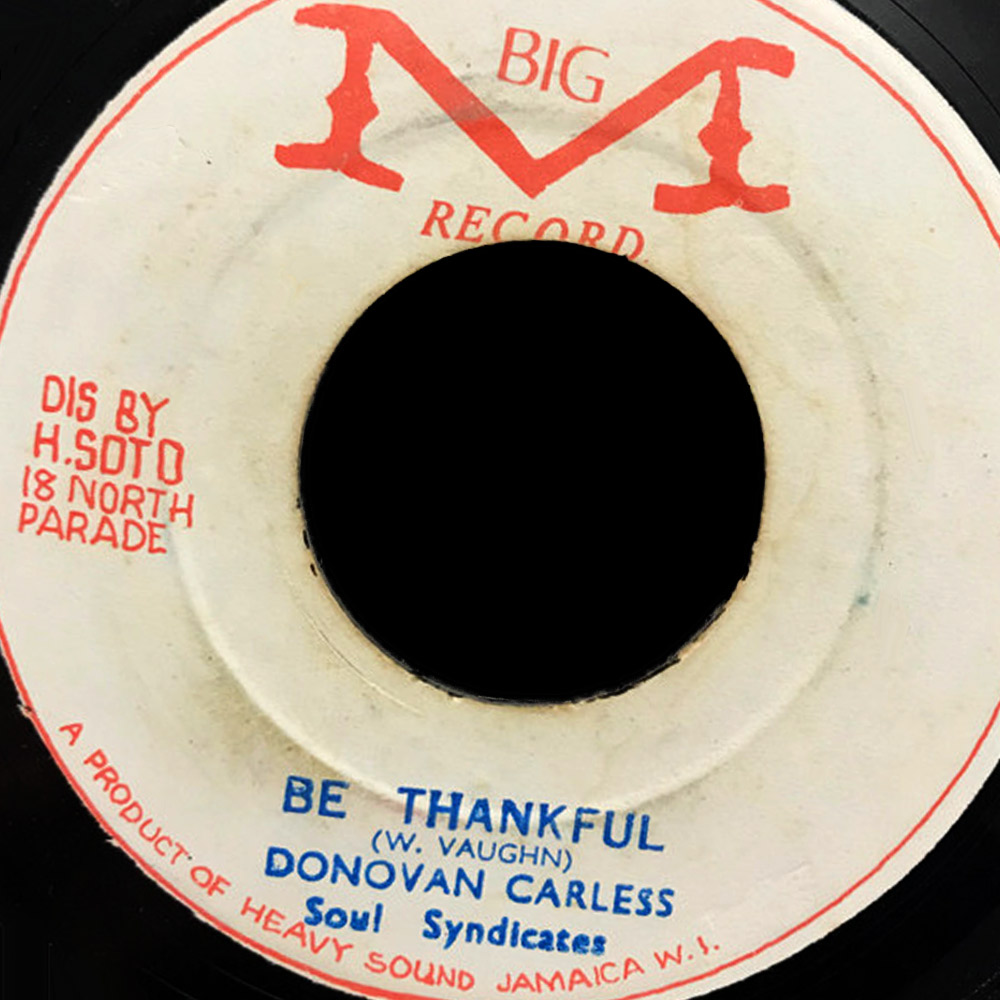 BIG
M
RECORD
DIS BY
H.SOTO
18 NORTH
PARADE
BE THANKFUL
(W. VAUGHN)
DONOVAN CARLESS
Soul Syndicates
A PRODUCT OF HEAVY SOUND JAMAICA W.I.